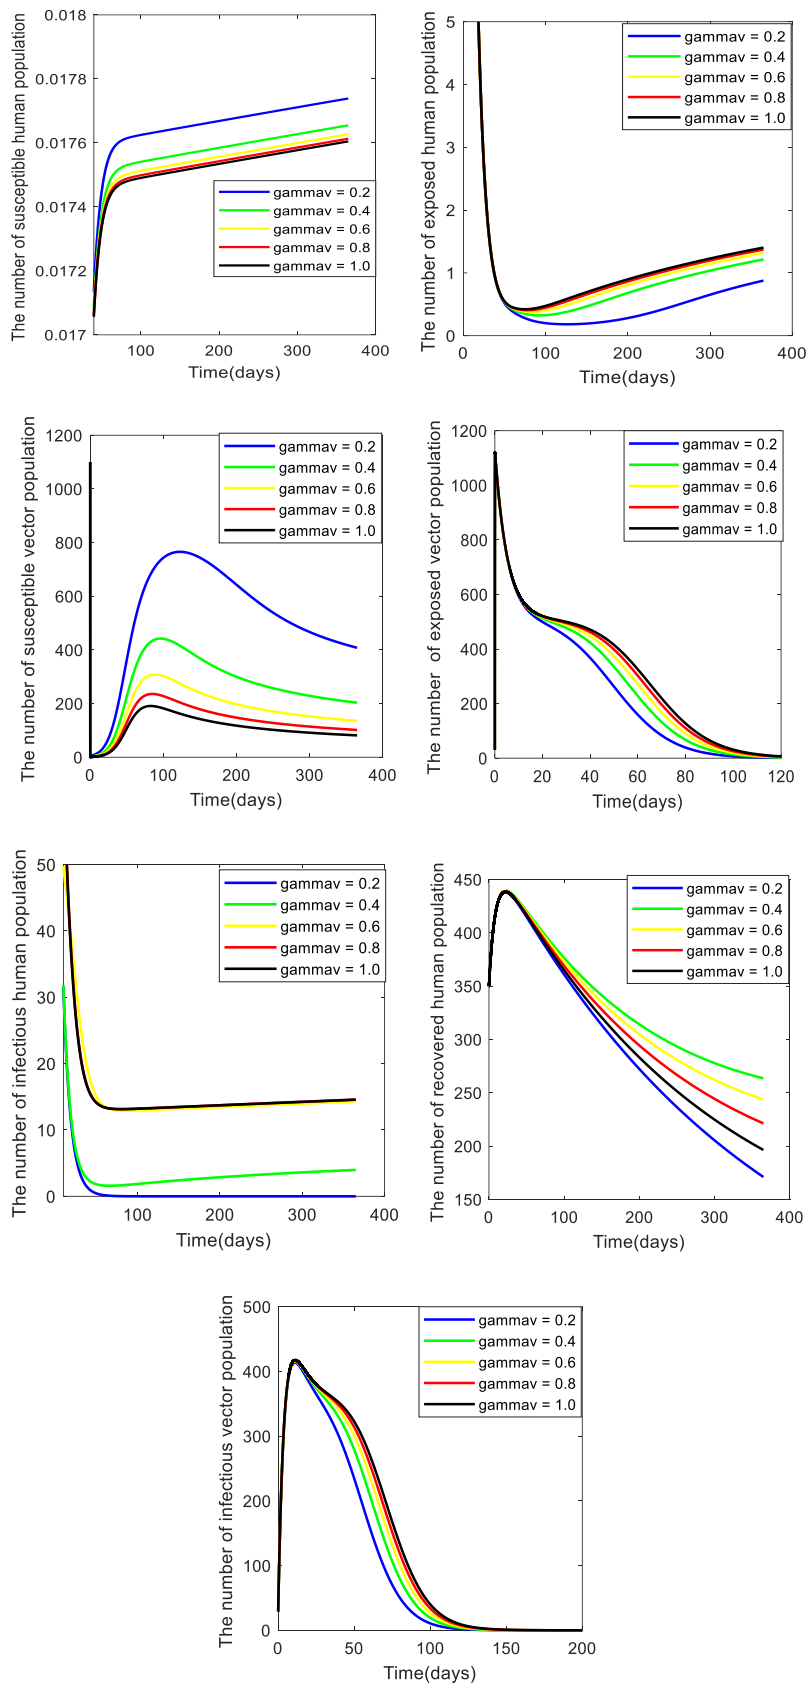 The number of susceptible human population
0.018
0.0178
0.0176
0.0174
0.0172
0.017
100
200
300
400
Time(days)
gammav = 0.2
gammav = 0.4
gammav = 0.6
gammav = 0.8
gammav = 1.0
The number of exposed human population
5
4
3
2
1
0
0
100
200
300
400
Time(days)
gammav = 0.2
gammav = 0.4
gammav = 0.6
gammav = 0.8
gammav = 1.0
The number of susceptible vector population
1200
1000
800
600
400
200
0
0
100
200
300
400
Time(days)
gammav = 0.2
gammav = 0.4
gammav = 0.6
gammav = 0.8
gammav = 1.0
The number of exposed vector population
1200
1000
800
600
400
200
0
0
20
40
60
80
100
120
Time(days)
gammav = 0.2
gammav = 0.4
gammav = 0.6
gammav = 0.8
gammav = 1.0
The number of infectious human population
50
40
30
20
10
0
100
200
300
400
Time(days)
gammav = 0.2
gammav = 0.4
gammav = 0.6
gammav = 0.8
gammav = 1.0
The number of recovered human population
450
400
350
300
250
200
150
0
100
200
300
400
Time(days)
gammav = 0.2
gammav = 0.4
gammav = 0.6
gammav = 0.8
gammav = 1.0
The number of infectious vector population
500
400
300
200
100
0
0
50
100
150
200
Time(days)
gammav = 0.2
gammav = 0.4
gammav = 0.6
gammav = 0.8
gammav = 1.0